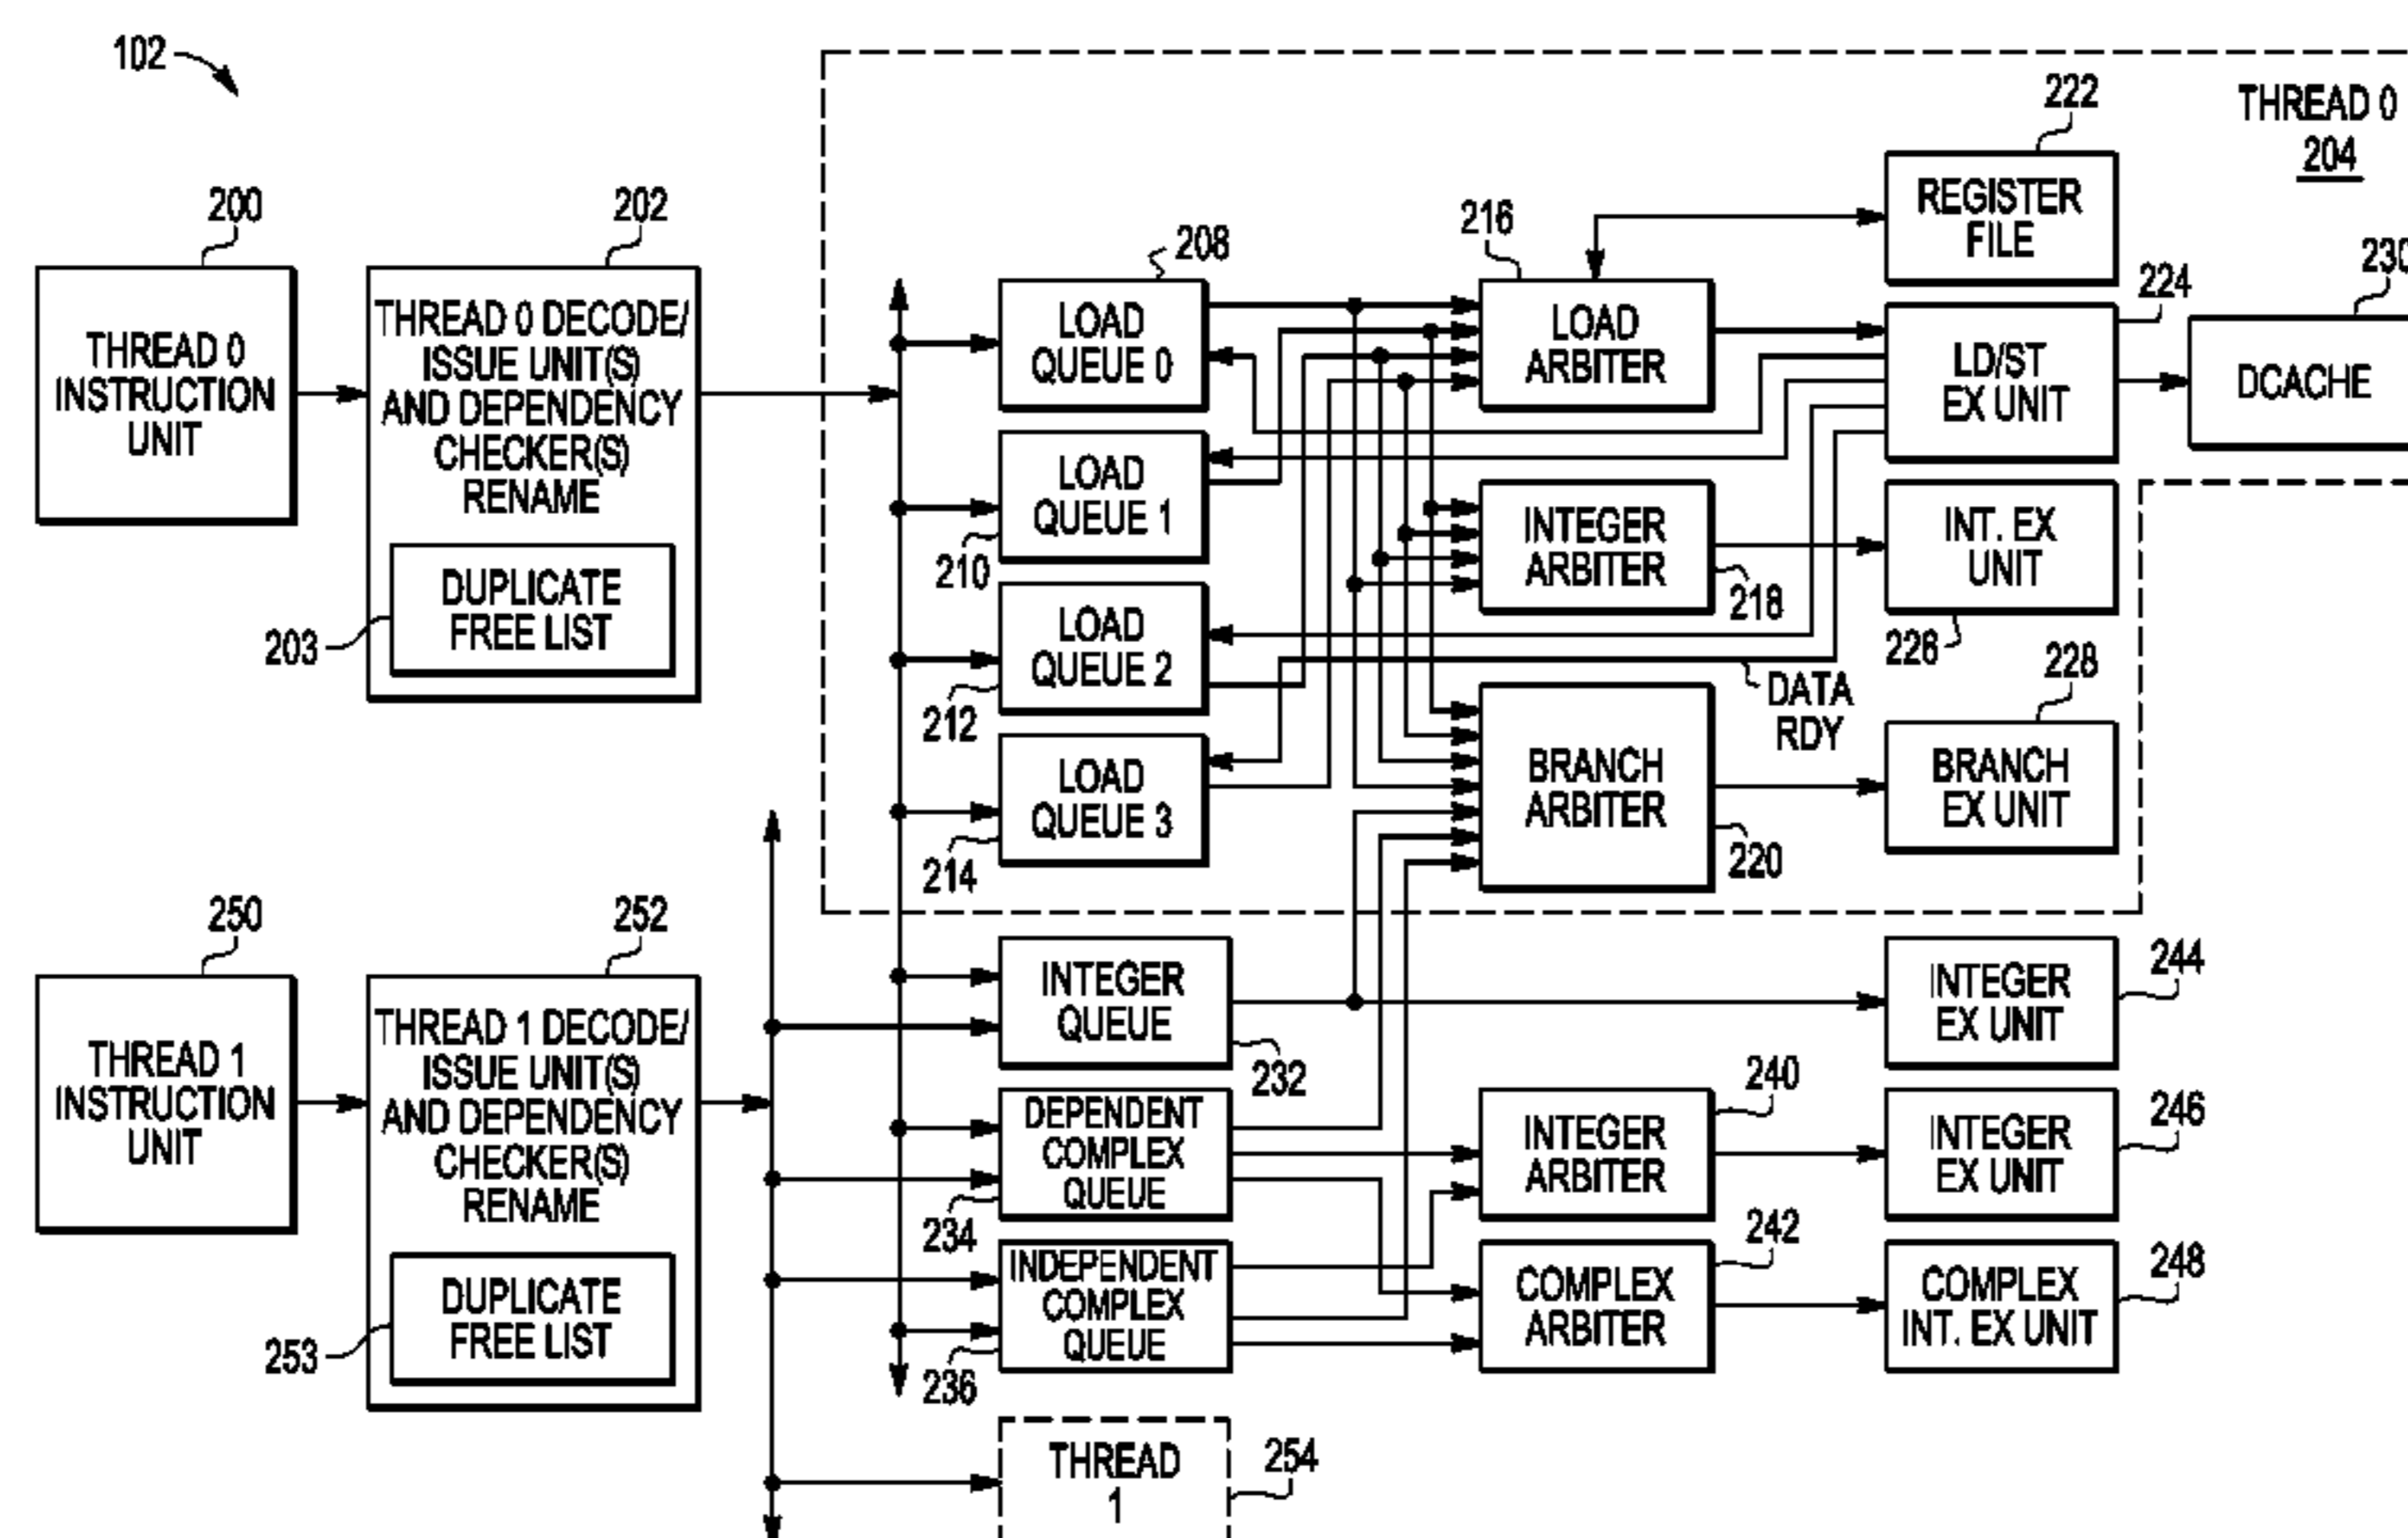 102
THREAD 0
204
222
REGISTER
FILE
200
202
208
216
224
230
THREAD 0
INSTRUCTION
UNIT
THREAD 0 DECODE/
ISSUE UNIT(S)
AND DEPENDENCY
CHECKER(S)
RENAME
DUPLICATE
FREE LIST
203
LOAD
QUEUE 0
LOAD
ARBITER
LD/ST
EX UNIT
DCACHE
LOAD
QUEUE 1
210
INTEGER
ARBITER
218
INT. EX
UNIT
226
LOAD
QUEUE 2
212
DATA
RDY
228
LOAD
QUEUE 3
214
BRANCH
ARBITER
220
BRANCH
EX UNIT
250
252
THREAD 1
INSTRUCTION
UNIT
THREAD 1 DECODE/
ISSUE UNIT(S)
AND DEPENDENCY
CHECKER(S)
RENAME
DUPLICATE
FREE LIST
253
INTEGER
QUEUE
232
INTEGER
EX UNIT
244
DEPENDENT
COMPLEX
QUEUE
234
INTEGER
ARBITER
240
INTEGER
EX UNIT
246
INDEPENDENT
COMPLEX
QUEUE
236
COMPLEX
ARBITER
242
COMPLEX
INT. EX UNIT
248
THREAD
1
254